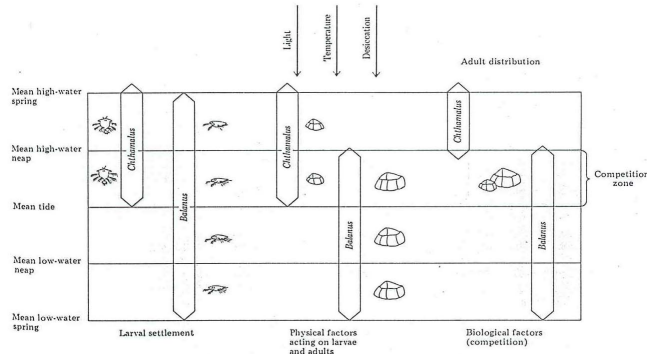 Light
Temperature
Desiccation
Adult distribution
Mean high-water
spring
Mean high-water
neap
Mean tide
Mean low-water
neap
Mean low-water
spring
Chthamalus
Balanus
Chthamalus
Balanus
Chthamalus
Balanus
Competition
zone
Larval settlement
Physical factors
acting on larvae
and adults
Biological factors
(competition)